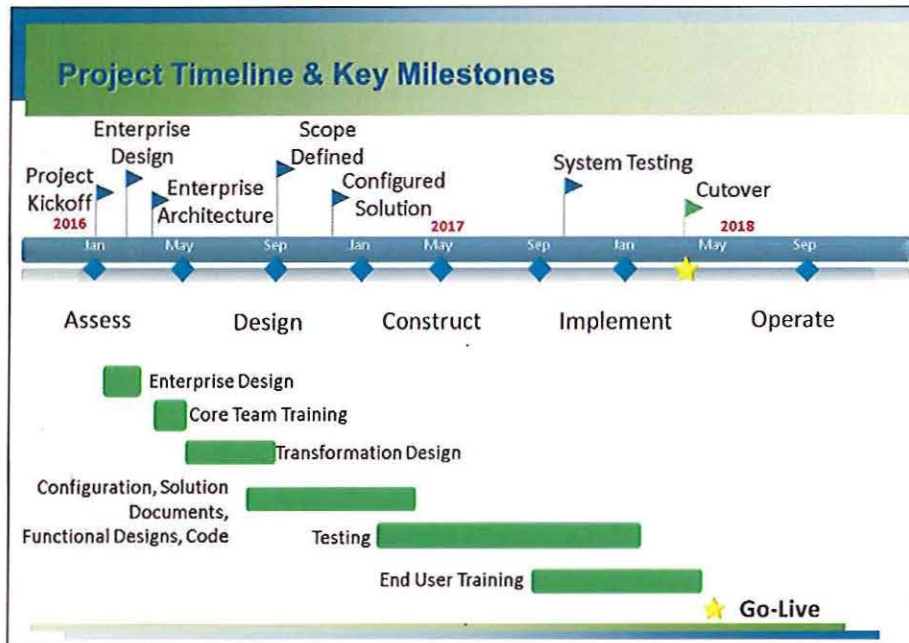 Project Timeline & Key Milestones
Enterprise
Design
Scope
Defined
System Testing
Project
Kickoff
Enterprise
Architecture
Configured
Solution
Cutover
2016
2017
2018
Jan May Sep Jan May Sep Jan May Sep
Assess Design Construct Implement Operate
Enterprise Design
Core Team Training
Transformation Design
Configuration, Solution
Documents,
Functional Designs, Code
Testing
End User Training
Go-Live